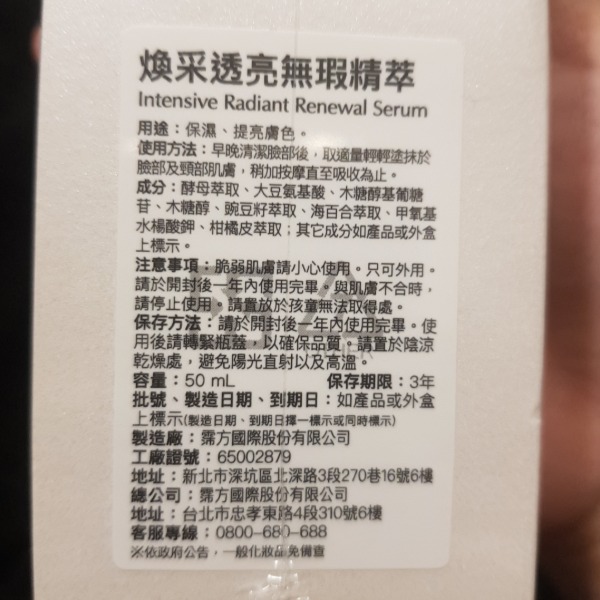 煥采透亮無瑕精萃
Intensive Radiant Renewal Serum
用途：保濕、提亮膚色。
使用方法：早晚清潔臉部後，取適量輕輕塗抹於
臉部及頸部肌膚，稍加按摩直至吸收為止。
成分：酵母萃取、大豆氨基酸、木糖醇基葡糖
苷、木糖醇、豌豆籽萃取、海百合萃取、甲氧基
水楊酸鉀、柑橘皮萃取；其它成分如產品或外盒
上標示。
注意事項：脆弱肌膚請小心使用。只可外用。
請於開封後一年內使用完畢。與肌膚不合時，
請停止使用。請置放於孩童無法取得處。
保存方法：請於開封後一年內使用完畢。使
用後請轉緊瓶蓋，以確保品質。請置於陰涼
乾燥處，避免陽光直射以及高溫。
容量：50 mL 保存期限：3年
批號、製造日期、到期日：如產品或外盒
上標示(製造日期、到期日擇一標示或同時標示)
製造廠：霈方國際股份有限公司
工廠證號：65002879
地址：新北市深坑區北深路3段270巷16號6樓
總公司：霈方國際股份有限公司
地址：台北市忠孝東路4段310號6樓
客服專線：0800-680-688
※依政府公告，一般化妝品免備查